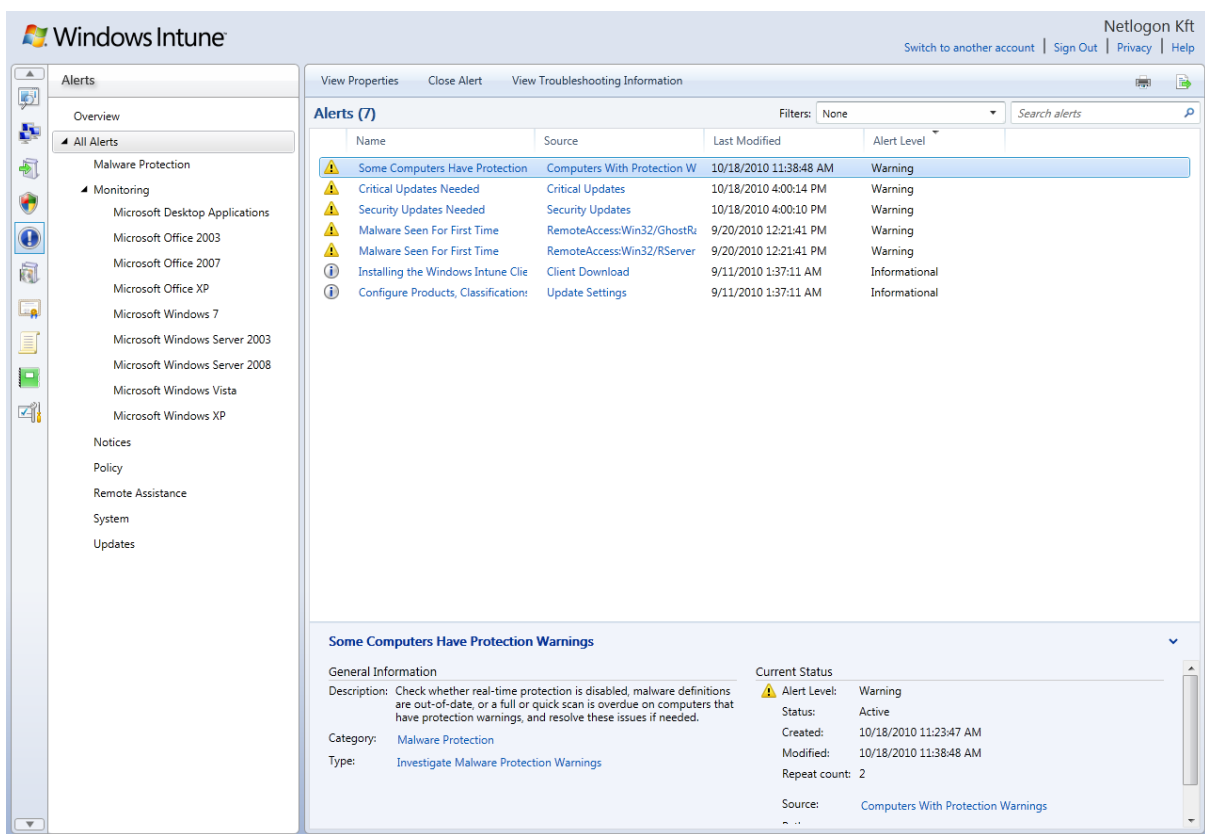 Windows Intune
Netlogon Kft
Switch to another account | Sign Out | Privacy | Help
Alerts
Overview
All Alerts
Malware Protection
Monitoring
Microsoft Desktop Applications
Microsoft Office 2003
Microsoft Office 2007
Microsoft Office XP
Microsoft Windows 7
Microsoft Windows Server 2003
Microsoft Windows Server 2008
Microsoft Windows Vista
Microsoft Windows XP
Notices
Policy
Remote Assistance
System
Updates
View Properties Close Alert View Troubleshooting Information
Alerts (7) Filters: None Search alerts
Name Source Last Modified Alert Level
Some Computers Have Protection Computers With Protection W 10/18/2010 11:38:48 AM Warning
Critical Updates Needed Critical Updates 10/18/2010 4:00:14 PM Warning
Security Updates Needed Security Updates 10/18/2010 4:00:10 PM Warning
Malware Seen For First Time RemoteAccess:Win32/GhostRa 9/20/2010 12:21:41 PM Warning
Malware Seen For First Time RemoteAccess:Win32/RServer 9/20/2010 12:21:41 PM Warning
Installing the Windows Intune Clie Client Download 9/11/2010 1:37:11 AM Informational
Configure Products, Classifications Update Settings 9/11/2010 1:37:11 AM Informational
Some Computers Have Protection Warnings
General Information
Description: Check whether real-time protection is disabled, malware definitions
are out-of-date, or a full or quick scan is overdue on computers that
have protection warnings, and resolve these issues if needed.
Category: Malware Protection
Type: Investigate Malware Protection Warnings
Current Status
Alert Level: Warning
Status: Active
Created: 10/18/2010 11:23:47 AM
Modified: 10/18/2010 11:38:48 AM
Repeat count: 2
Source: Computers With Protection Warnings